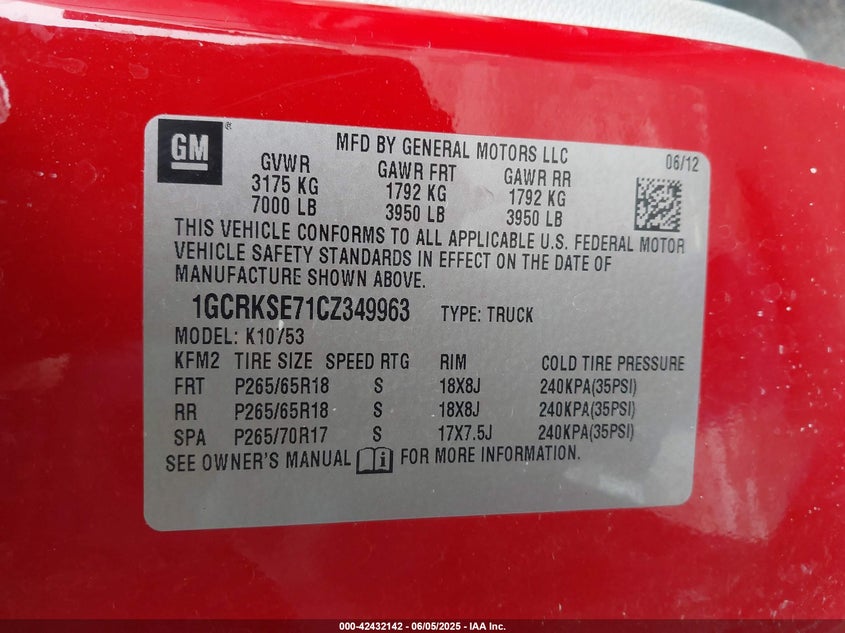 GM ®
MFD BY GENERAL MOTORS LLC 06/12
GVWR GAWR FRT GAWR RR
3175 KG 1792 KG 1792 KG
7000 LB 3950 LB 3950 LB
THIS VEHICLE CONFORMS TO ALL APPLICABLE U.S. FEDERAL MOTOR
VEHICLE SAFETY STANDARDS IN EFFECT ON THE DATE OF
MANUFACTURE SHOWN ABOVE.
1GCRKSE71CZ349963 TYPE: TRUCK
MODEL: K10753
KFM2 TIRE SIZE SPEED RTG RIM COLD TIRE PRESSURE
FRT P265/65R18 S 18X8J 240KPA(35PSI)
RR P265/65R18 S 18X8J 240KPA(35PSI)
SPA P265/70R17 S 17X7.5J 240KPA(35PSI)
SEE OWNER'S MANUAL i FOR MORE INFORMATION.
000-42432142 - 06/05/2025 - IAA Inc.